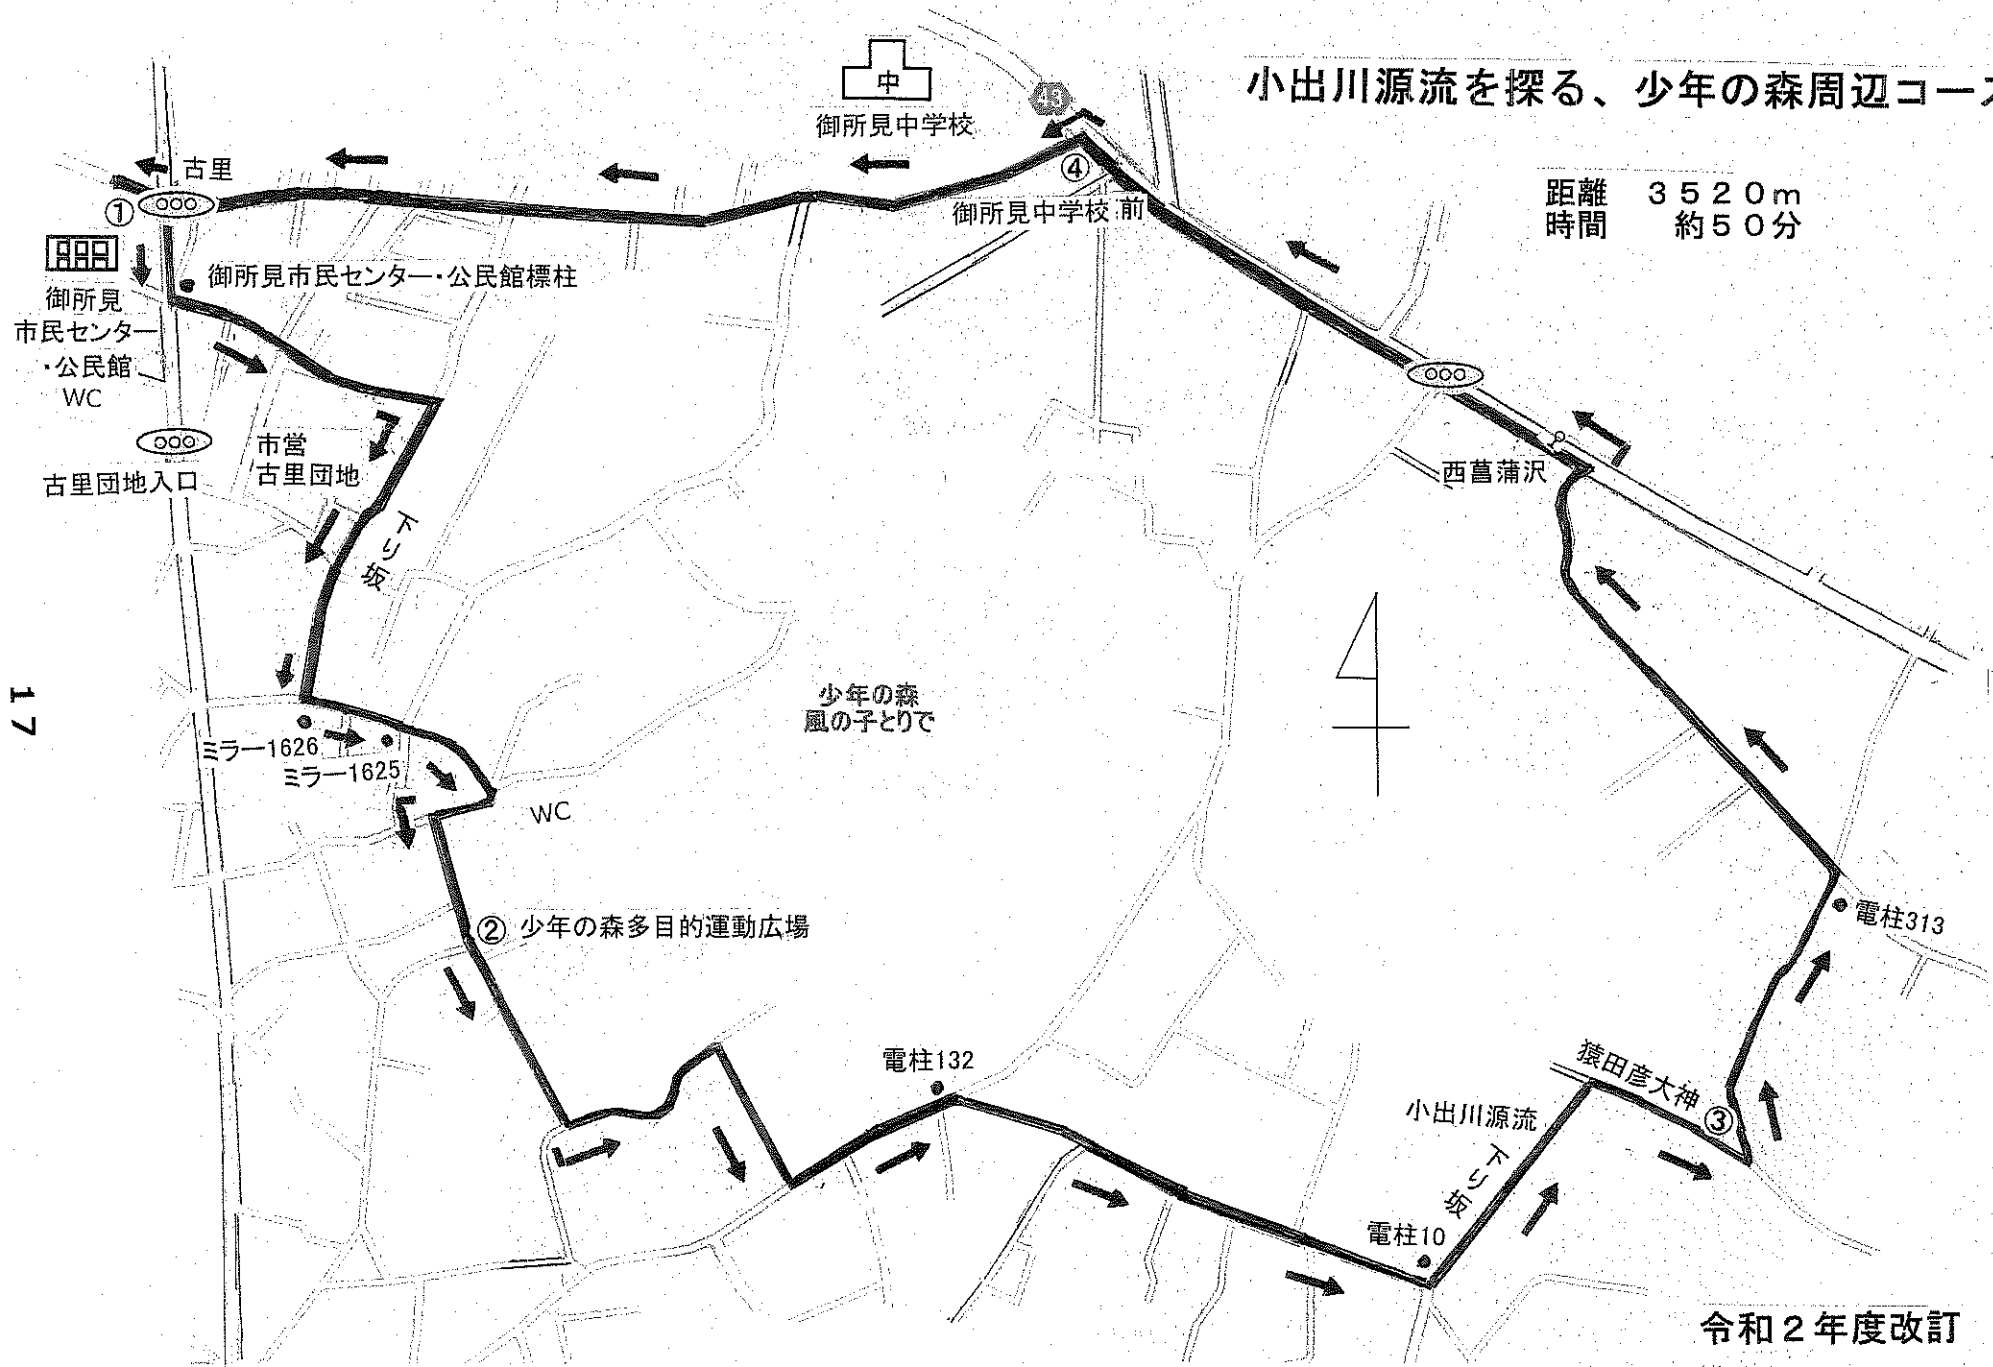 小出川源流を探る、少年の森周辺コース
距離 3520m
時間 約50分
中
御所見中学校
43
④
御所見中学校前
古里
①
御所見市民センター・公民館標柱
御所見
市民センター
・公民館
WC
古里団地入口
市営
古里団地
下り坂
西菖蒲沢
少年の森
風の子とりで
ミラー1626
ミラー1625
WC
② 少年の森多目的運動広場
電柱313
電柱132
猿田彦大神
③
小出川源流
下り坂
電柱10
17
令和2年度改訂